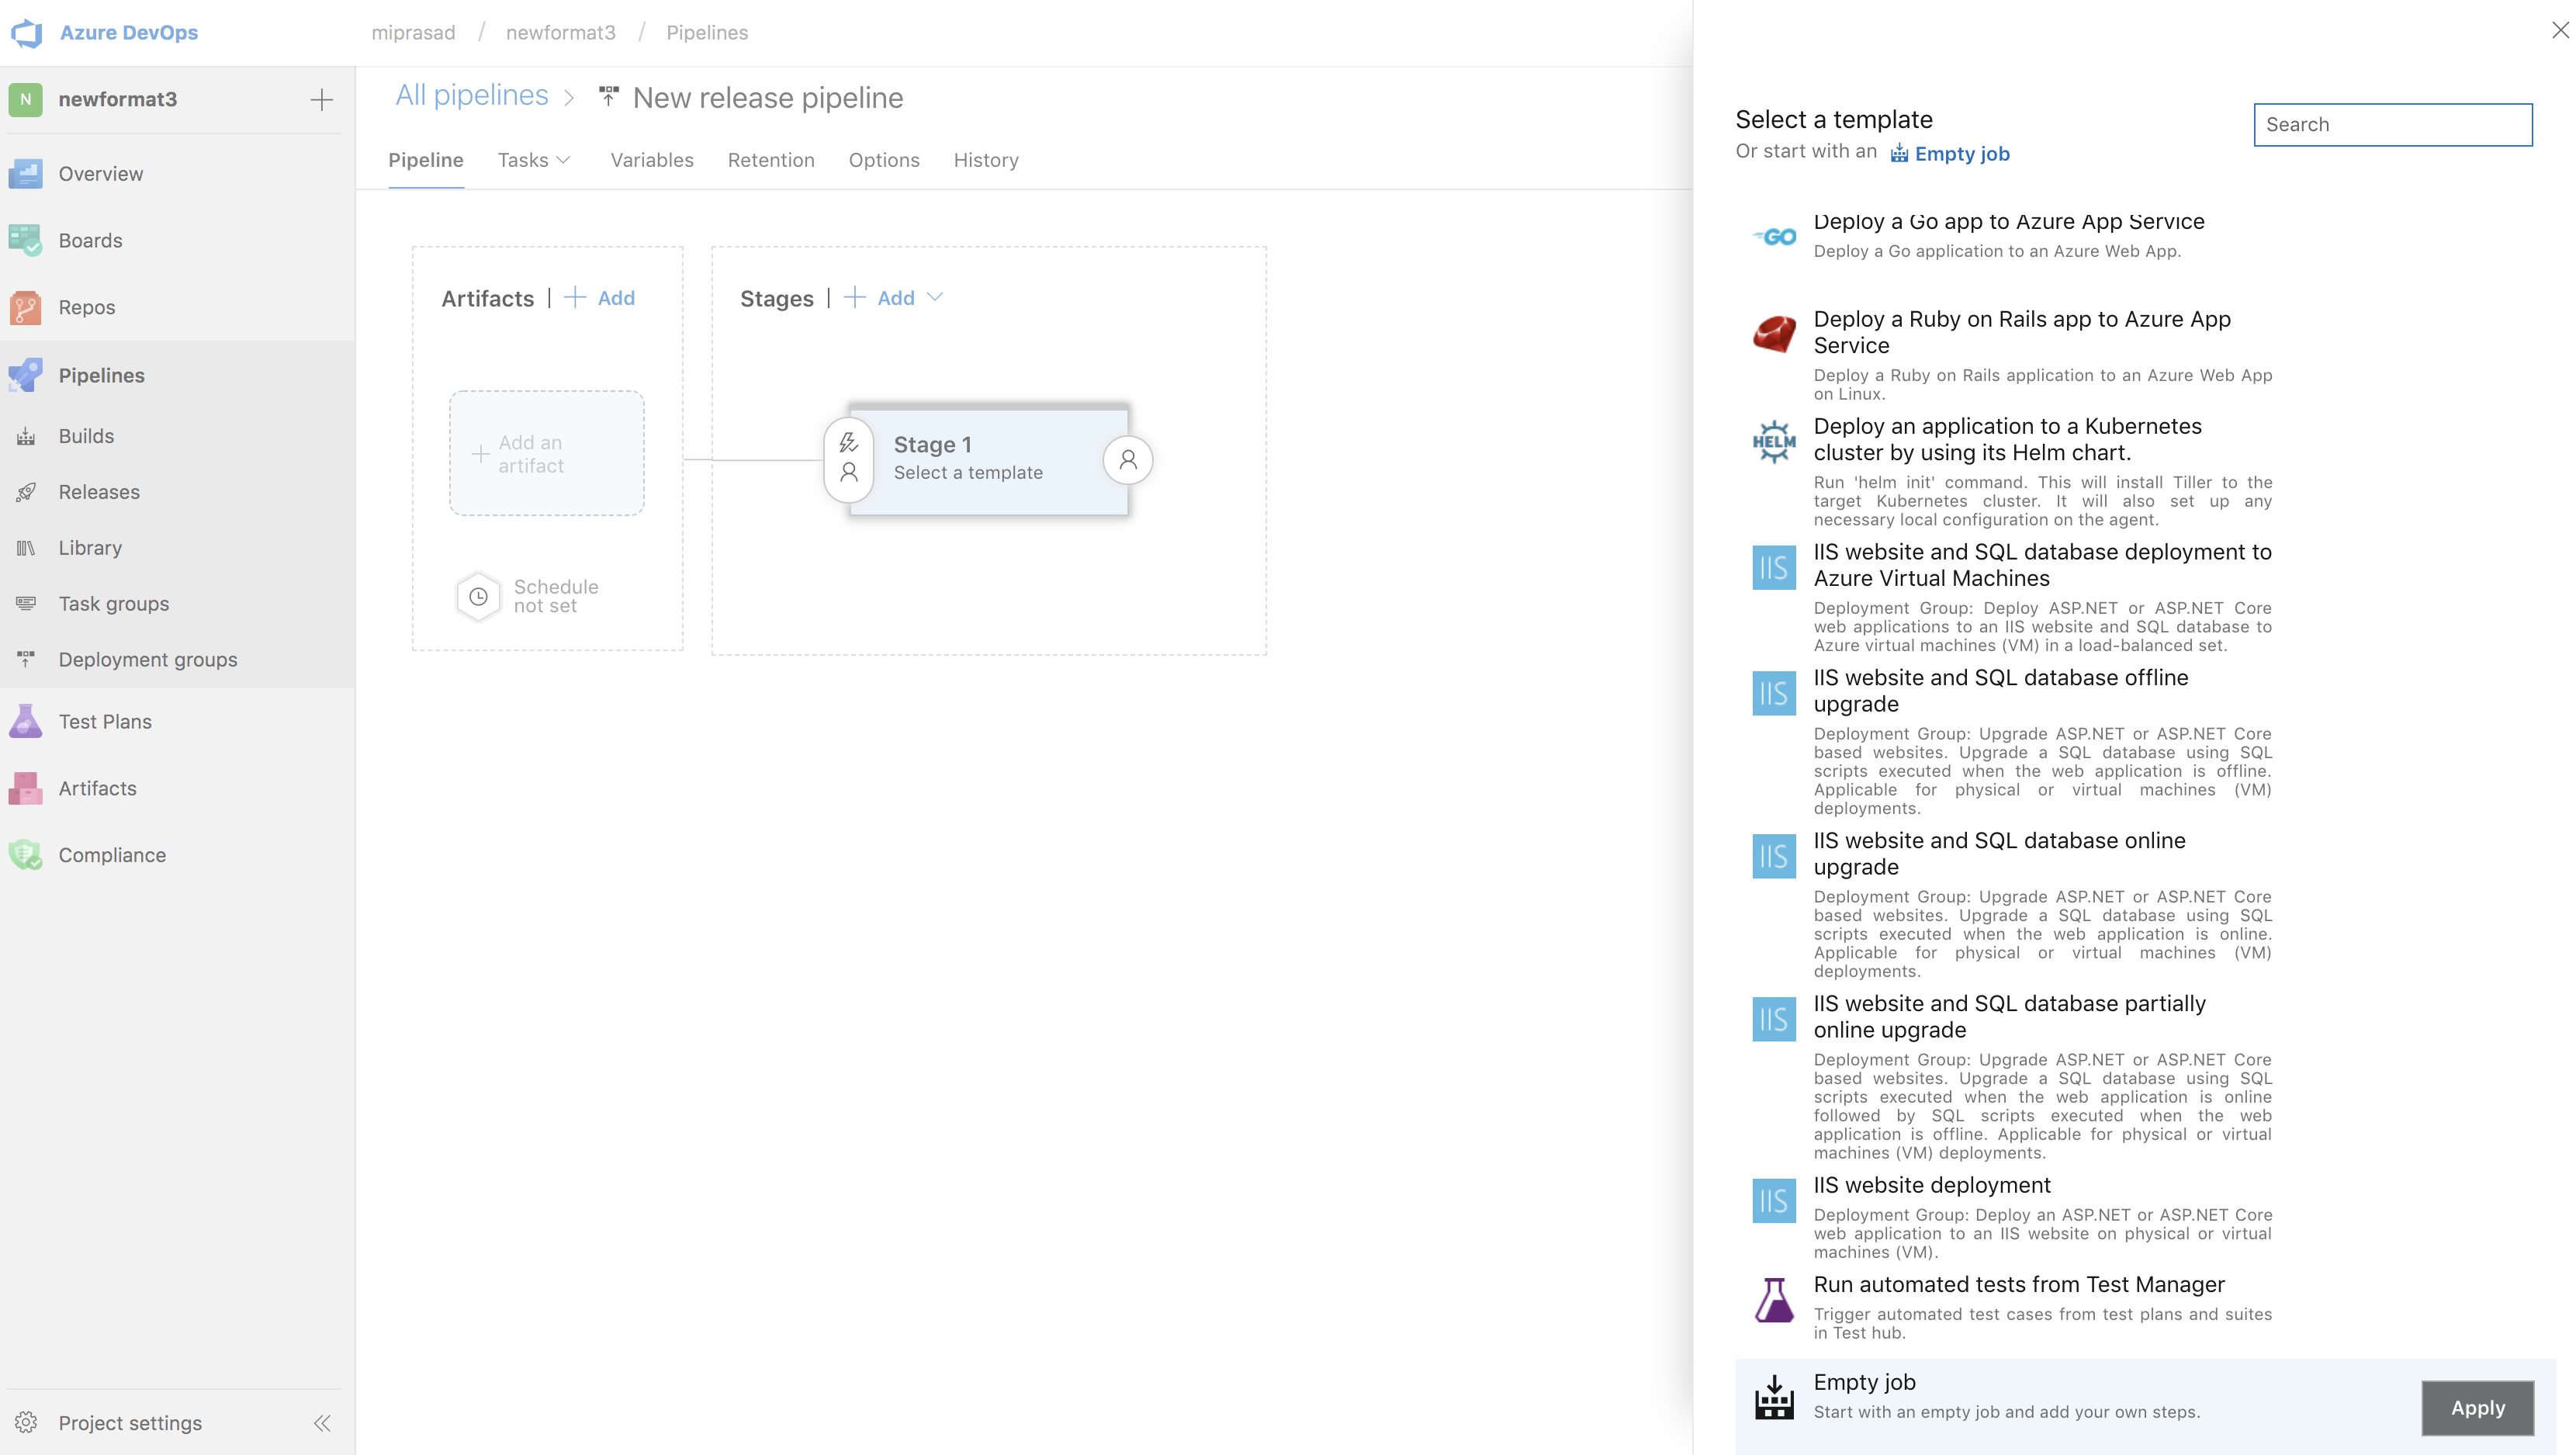 Azure DevOps
miprasad / newformat3 / Pipelines
N newformat3
Overview
Boards
Repos
Pipelines
Builds
Releases
Library
Task groups
Deployment groups
Test Plans
Artifacts
Compliance
Project settings
All pipelines > New release pipeline
Pipeline Tasks Variables Retention Options History
Artifacts | + Add
+ Add an
artifact
Schedule
not set
Stages | + Add
Stage 1
Select a template
Select a template
Or start with an Empty job
Search
GO
Deploy a Go app to Azure App Service
Deploy a Go application to an Azure Web App.
Deploy a Ruby on Rails app to Azure App
Service
Deploy a Ruby on Rails application to an Azure Web App
on Linux.
HELM
Deploy an application to a Kubernetes
cluster by using its Helm chart.
Run 'helm init' command. This will install Tiller to the
target Kubernetes cluster. It will also set up any
necessary local configuration on the agent.
IIS
IIS website and SQL database deployment to
Azure Virtual Machines
Deployment Group: Deploy ASP.NET or ASP.NET Core
web applications to an IIS website and SQL database to
Azure virtual machines (VM) in a load-balanced set.
IIS
IIS website and SQL database offline
upgrade
Deployment Group: Upgrade ASP.NET or ASP.NET Core
based websites. Upgrade a SQL database using SQL
scripts executed when the web application is offline.
Applicable for physical or virtual machines (VM)
deployments.
IIS
IIS website and SQL database online
upgrade
Deployment Group: Upgrade ASP.NET or ASP.NET Core
based websites. Upgrade a SQL database using SQL
scripts executed when the web application is online.
Applicable for physical or virtual machines (VM)
deployments.
IIS
IIS website and SQL database partially
online upgrade
Deployment Group: Upgrade ASP.NET or ASP.NET Core
based websites. Upgrade a SQL database using SQL
scripts executed when the web application is online
followed by SQL scripts executed when the web
application is offline. Applicable for physical or virtual
machines (VM) deployments.
IIS
IIS website deployment
Deployment Group: Deploy an ASP.NET or ASP.NET Core
web application to an IIS website on physical or virtual
machines (VM).
Run automated tests from Test Manager
Trigger automated test cases from test plans and suites
in Test hub.
Empty job
Start with an empty job and add your own steps.
Apply